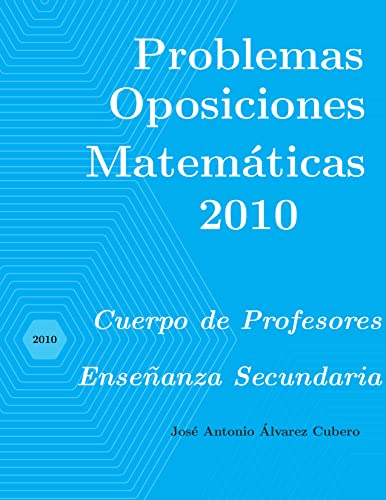 Problemas
Oposiciones
Matemáticas
2010
Cuerpo de Profesores
2010
Enseñanza Secundaria
José Antonio Álvarez Cubero